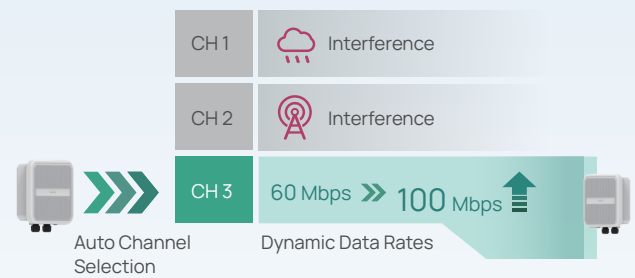 CH 1
Interference
CH 2
Interference
CH 3
60 Mbps
100 Mbps
Auto Channel
Selection
Dynamic Data Rates